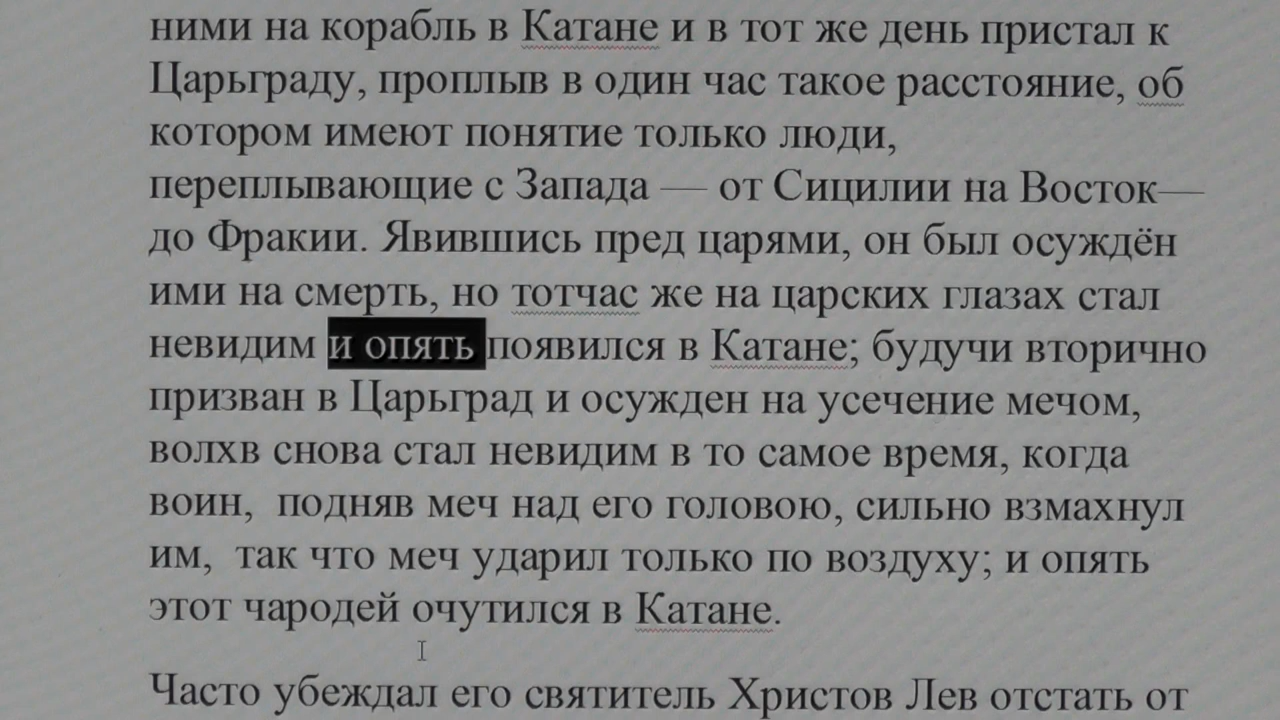 ними на корабль в Катане и в тот же день пристал к
Царьграду, проплыв в один час такое расстояние, об
котором имеют понятие только люди,
переплывающие с Запада — от Сицилии на Восток—
до Фракии. Явившись пред царями, он был осуждён
ими на смерть, но тотчас же на царских глазах стал
невидим и опять появился в Катане; будучи вторично
призван в Царьград и осужден на усечение мечом,
волхв снова стал невидим в то самое время, когда
воин,  подняв меч над его головою, сильно взмахнул
им,  так что меч ударил только по воздуху; и опять
этот чародей очутился в Катане.
Часто убеждал его святитель Христов Лев отстать от